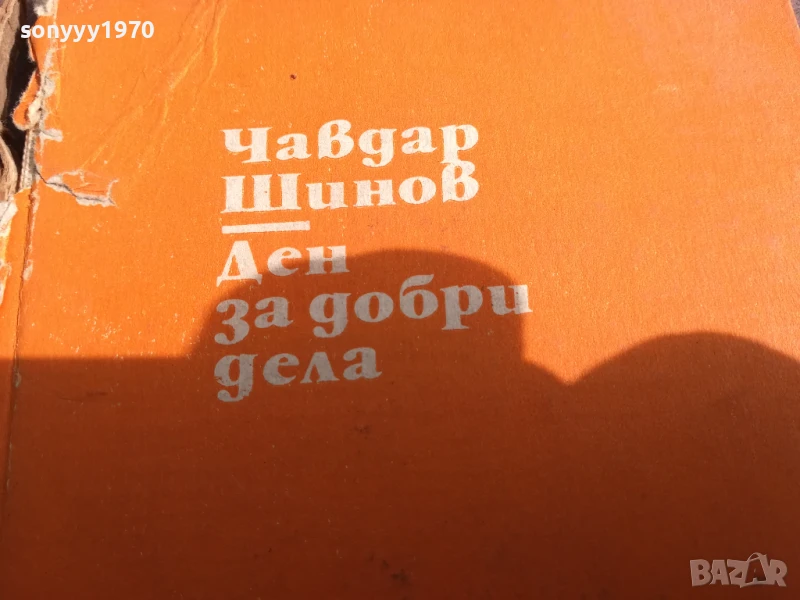 sonyyy1970
Чавдар
Шинов
Ден
за добри
дела
BAZAR